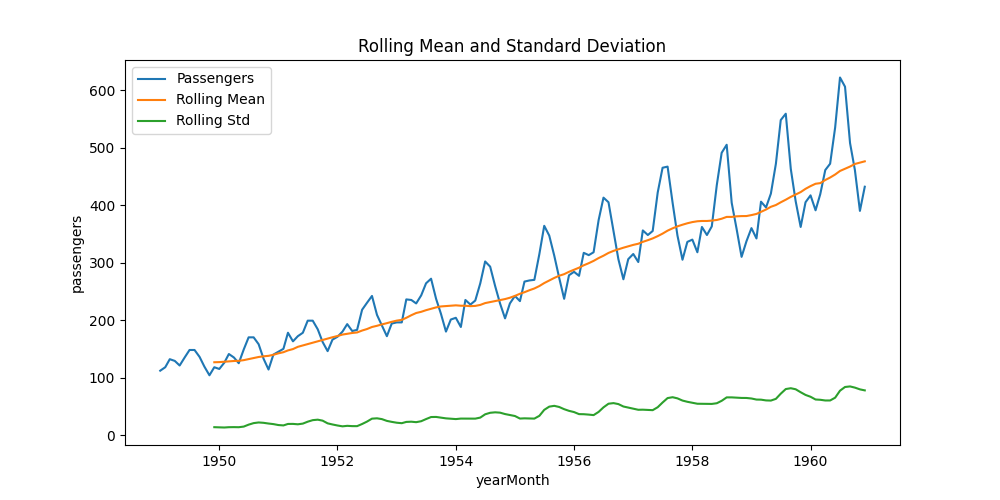 Rolling Mean and Standard Deviation
Passengers
Rolling Mean
Rolling Std
600
500
400
300
200
100
0
passengers
1950 1952 1954 1956 1958 1960
yearMonth